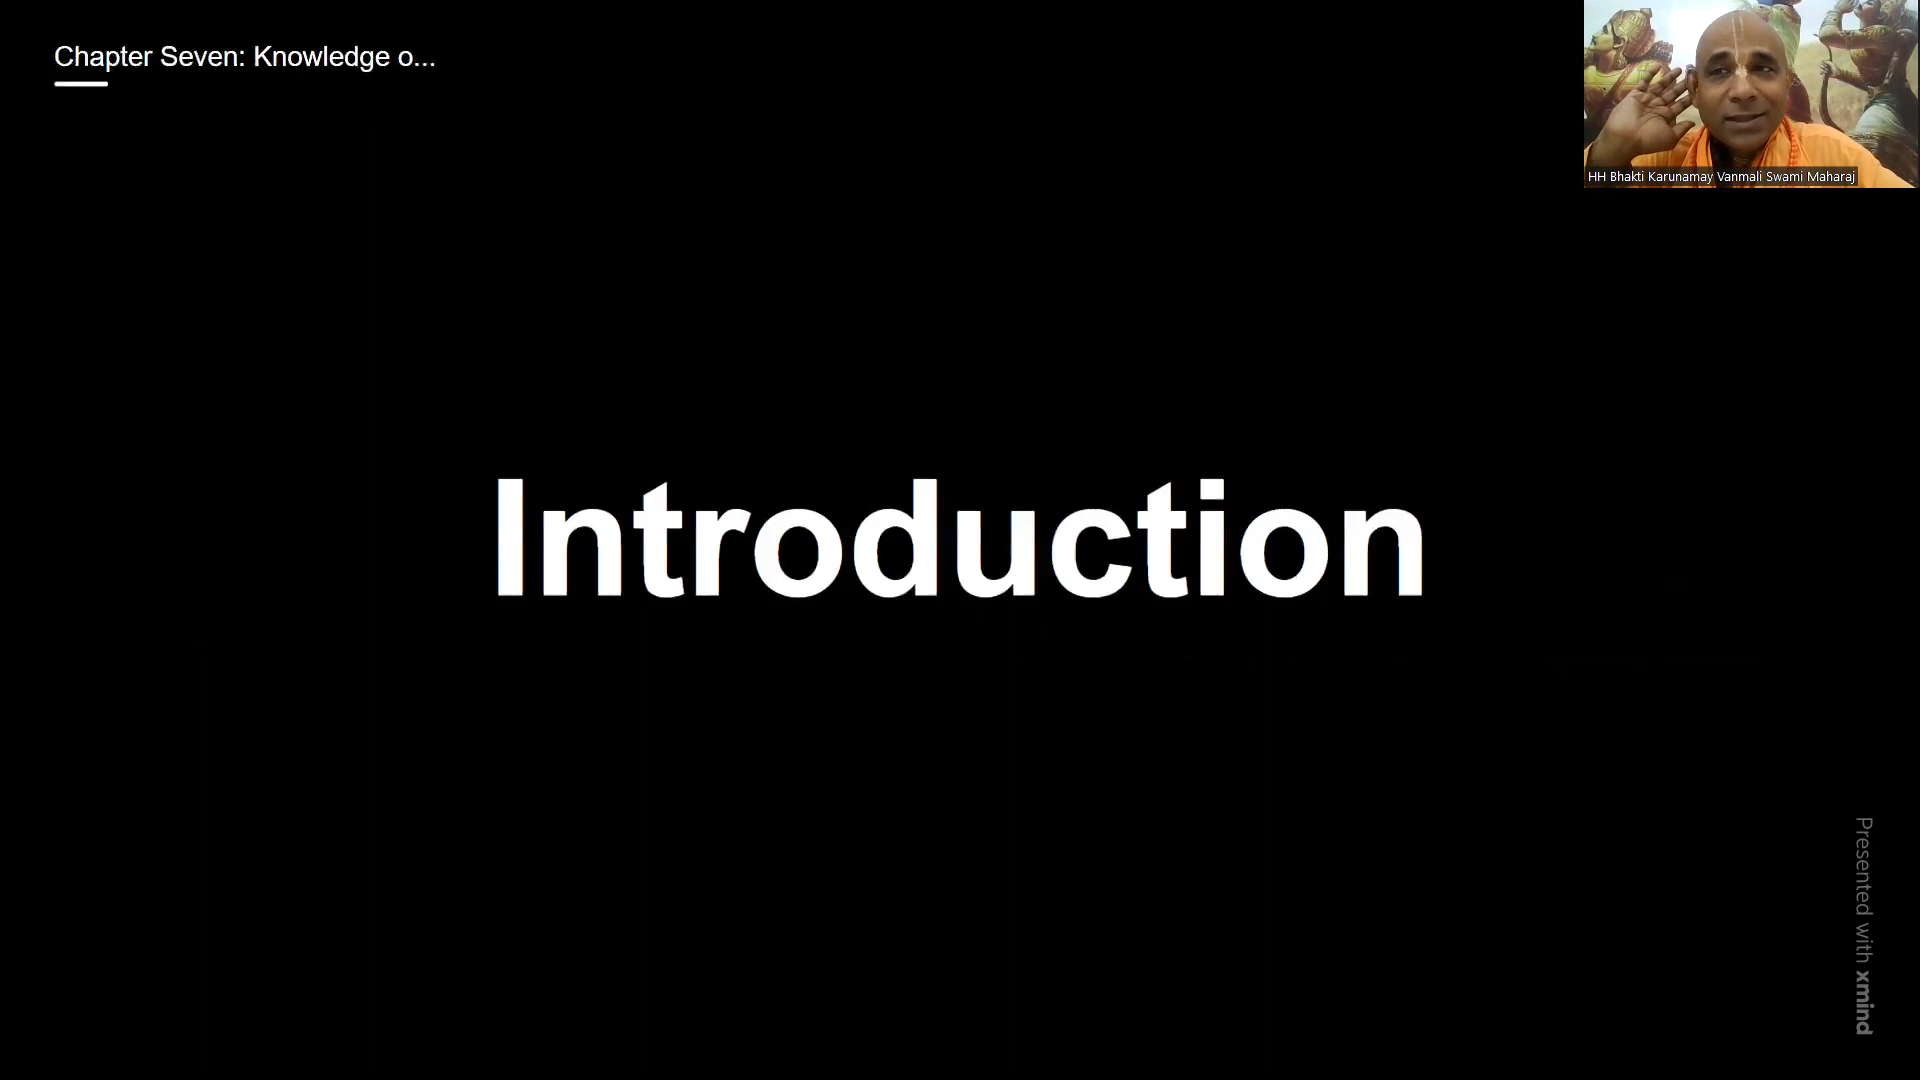 Chapter Seven: Knowledge o...
HH Bhakti Karunamay Vanmali Swami Maharaj
Introduction
Presented with xmind